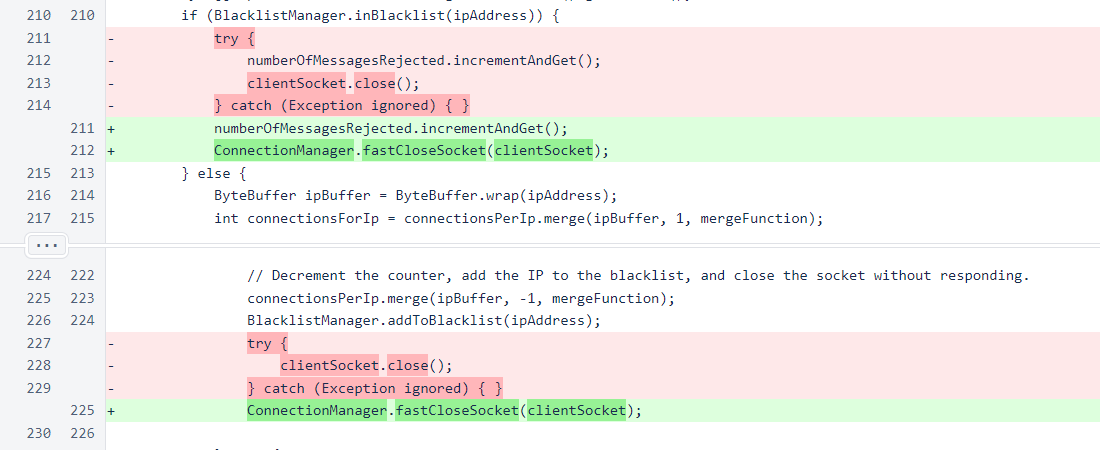 210 210 if (BlacklistManager.inBlacklist(ipAddress)) {
211 - try {
212 - numberOfMessagesRejected.incrementAndGet();
213 - clientSocket.close();
214 - } catch (Exception ignored) { }
211 + numberOfMessagesRejected.incrementAndGet();
212 + ConnectionManager.fastCloseSocket(clientSocket);
215 213 } else {
216 214 ByteBuffer ipBuffer = ByteBuffer.wrap(ipAddress);
217 215 int connectionsForIp = connectionsPerIp.merge(ipBuffer, 1, mergeFunction);
...
224 222 // Decrement the counter, add the IP to the blacklist, and close the socket without responding.
225 223 connectionsPerIp.merge(ipBuffer, -1, mergeFunction);
226 224 BlacklistManager.addToBlacklist(ipAddress);
227 - try {
228 - clientSocket.close();
229 - } catch (Exception ignored) { }
225 + ConnectionManager.fastCloseSocket(clientSocket);
230 226